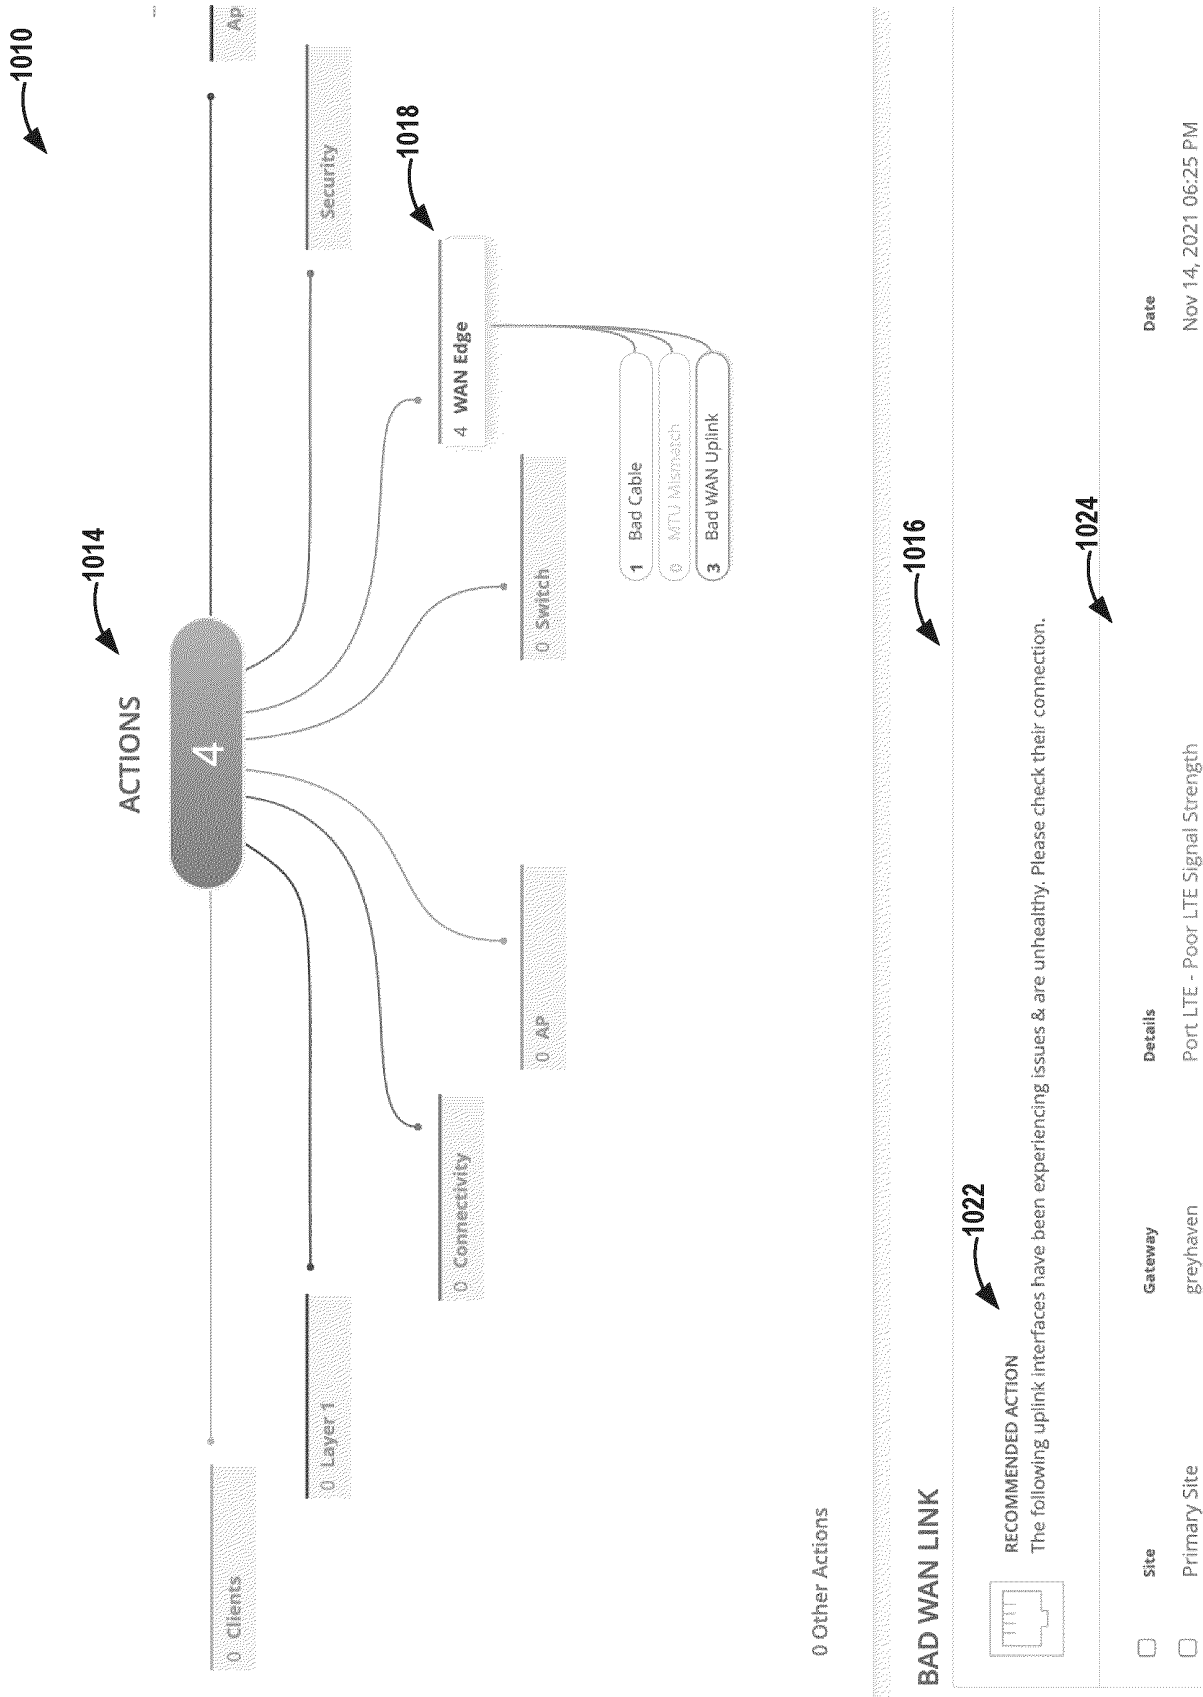 1010
ACTIONS
1014
4
0 Clients
Ap
...
0 Layer 1
Security
0 Connectivity
4 WAN Edge
1018
0 AP
0 Switch
1 Bad Cable
0 MTU Mismatch
3 Bad WAN Uplink
0 Other Actions
BAD WAN LINK
1016
1022
RECOMMENDED ACTION
The following uplink interfaces have been experiencing issues & are unhealthy. Please check their connection.
1024
Site Gateway Details Date
Primary Site greyhaven Port LTE - Poor LTE Signal Strength Nov 14, 2021 06:25 PM